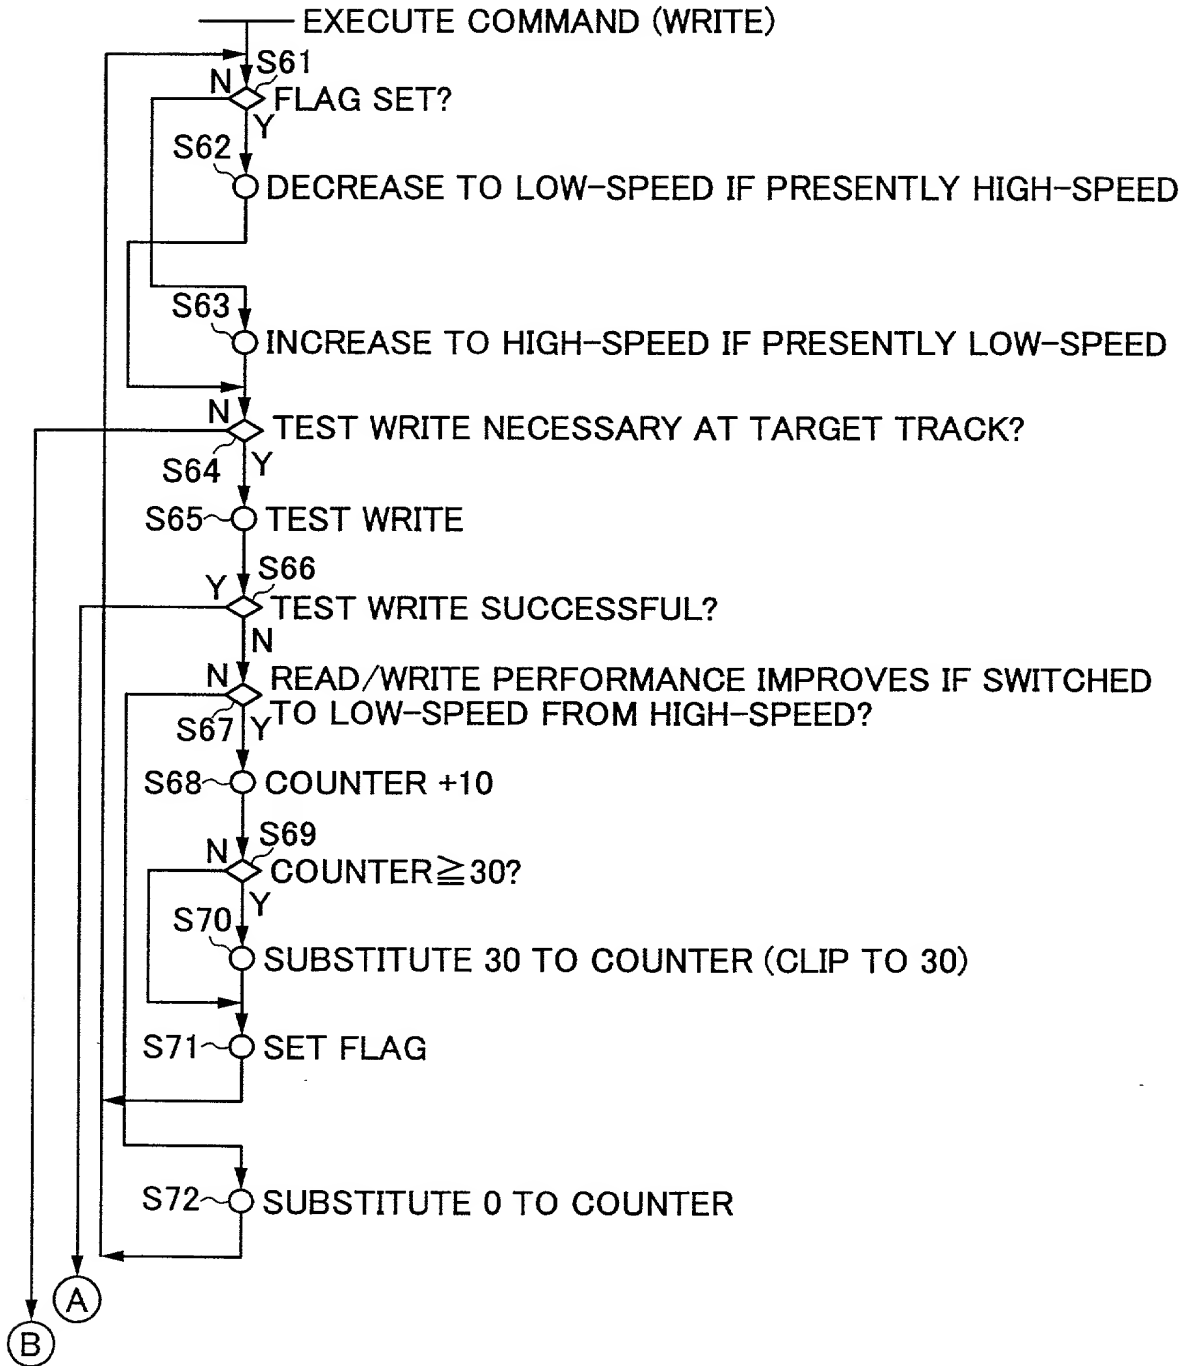 EXECUTE COMMAND (WRITE)
S61
N
FLAG SET?
Y
S62
DECREASE TO LOW-SPEED IF PRESENTLY HIGH-SPEED
S63
INCREASE TO HIGH-SPEED IF PRESENTLY LOW-SPEED
N
TEST WRITE NECESSARY AT TARGET TRACK?
S64
Y
S65
TEST WRITE
S66
Y
TEST WRITE SUCCESSFUL?
N
N
READ/WRITE PERFORMANCE IMPROVES IF SWITCHED
TO LOW-SPEED FROM HIGH-SPEED?
S67
Y
S68
COUNTER +10
S69
N
COUNTER≧30?
Y
S70
SUBSTITUTE 30 TO COUNTER (CLIP TO 30)
S71
SET FLAG
S72
SUBSTITUTE 0 TO COUNTER
A
B